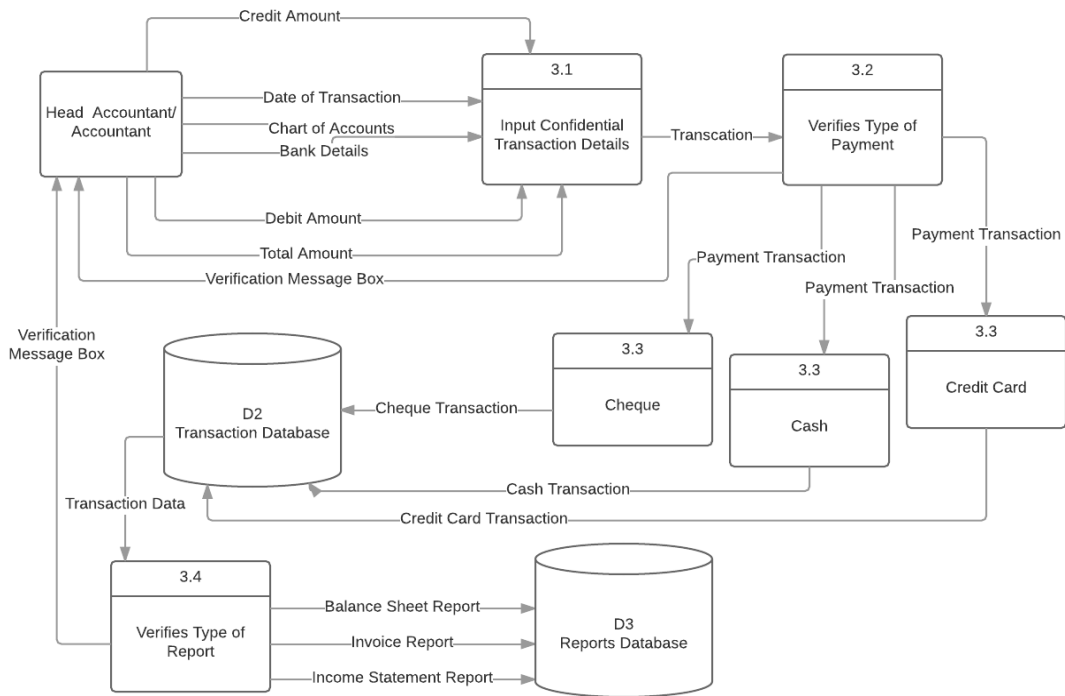 Credit Amount
3.1
3.2
Head Accountant/
Accountant
Date of Transaction
Chart of Accounts
Bank Details
Input Confidential
Transaction Details
Transcation
Verifies Type of
Payment
Debit Amount
Total Amount
Verification Message Box
Payment Transaction
Payment Transaction
Payment Transaction
Verification
Message Box
3.3
Cheque
3.3
Cash
3.3
Credit Card
D2
Transaction Database
Cheque Transaction
Cash Transaction
Credit Card Transaction
Transaction Data
3.4
Verifies Type of
Report
Balance Sheet Report
Invoice Report
Income Statement Report
D3
Reports Database